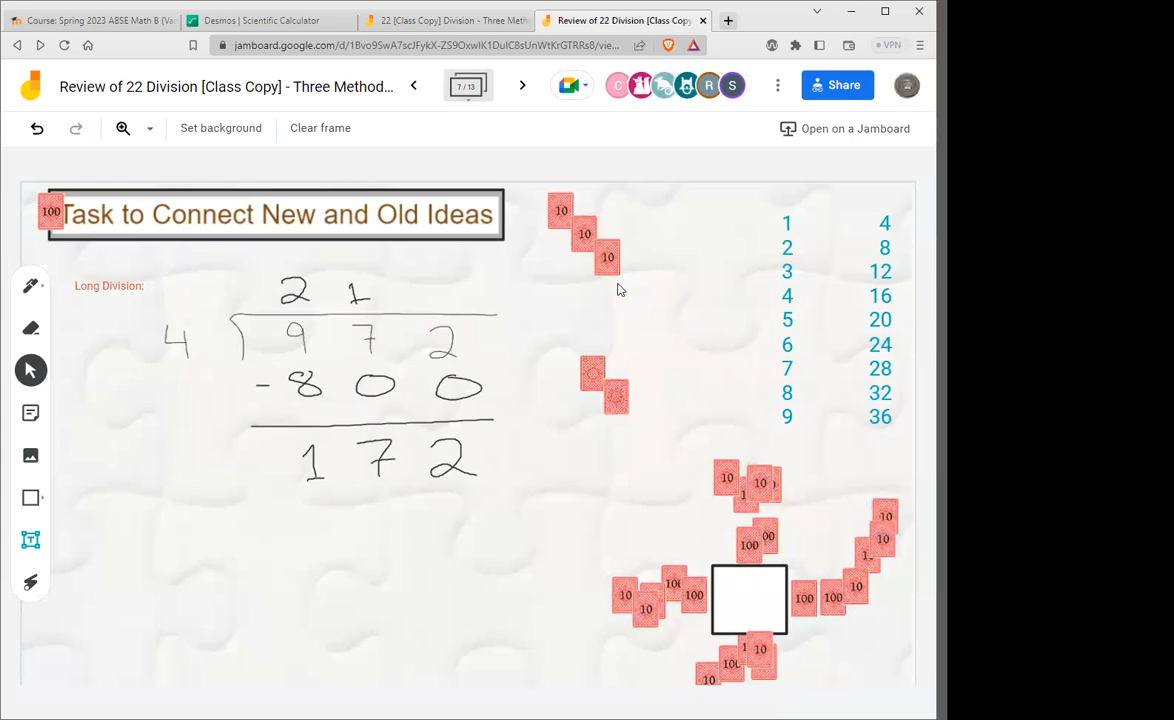 Course: Spring 2023 ABSE Math B (Va
Desmos | Scientific Calculator
22 [Class Copy] Division - Three Meth
Review of 22 Division [Class Copy
jamboard.google.com/d/1Bvo9SwA7scJFykX-ZS9OxwIK1DulC8sUnWtKrGTRRs8/vie...
VPN
Review of 22 Division [Class Copy] - Three Method...
7 / 13
C
R
S
Share
Set background
Clear frame
Open on a Jamboard
100
Task to Connect New and Old Ideas
10
10
10
Long Division:
2 1
4 9 7 2
- 8 0 0
1 7 2
1 4
2 8
3 12
4 16
5 20
6 24
7 28
8 32
9 36
10
10
100
00
10
10
100
100
10
10
100
100
10
10
10
10